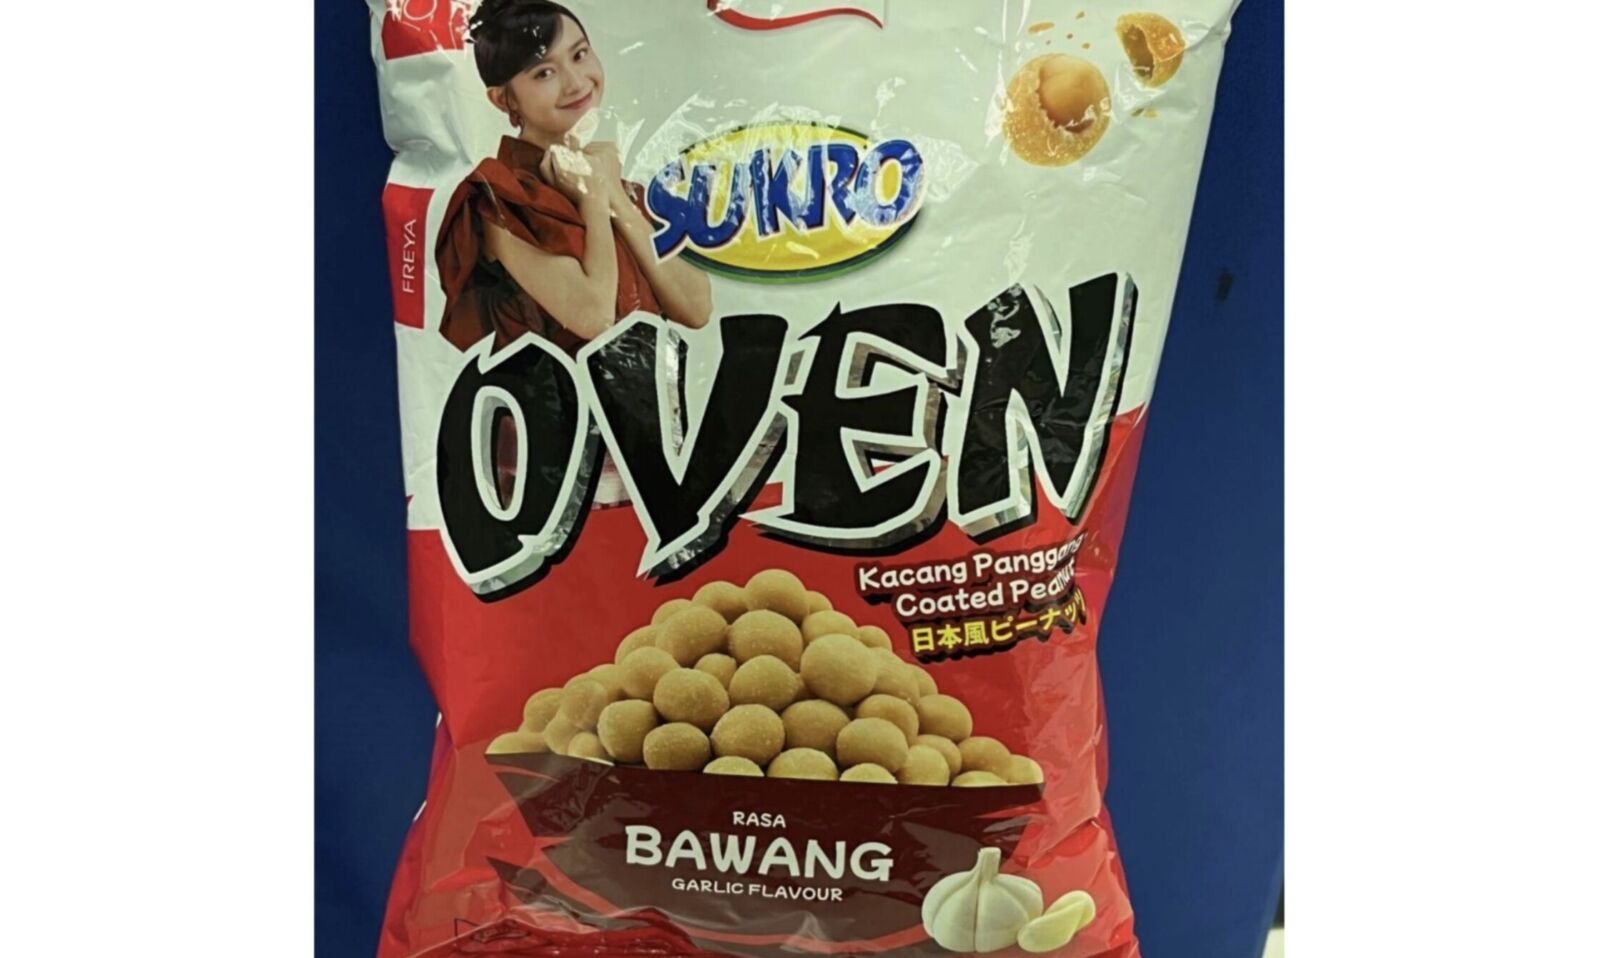 FREYA
SUKRO
OVEN
Kacang Panggang
Coated Peanut
日本風ピーナッツ
RASA
BAWANG
GARLIC FLAVOUR